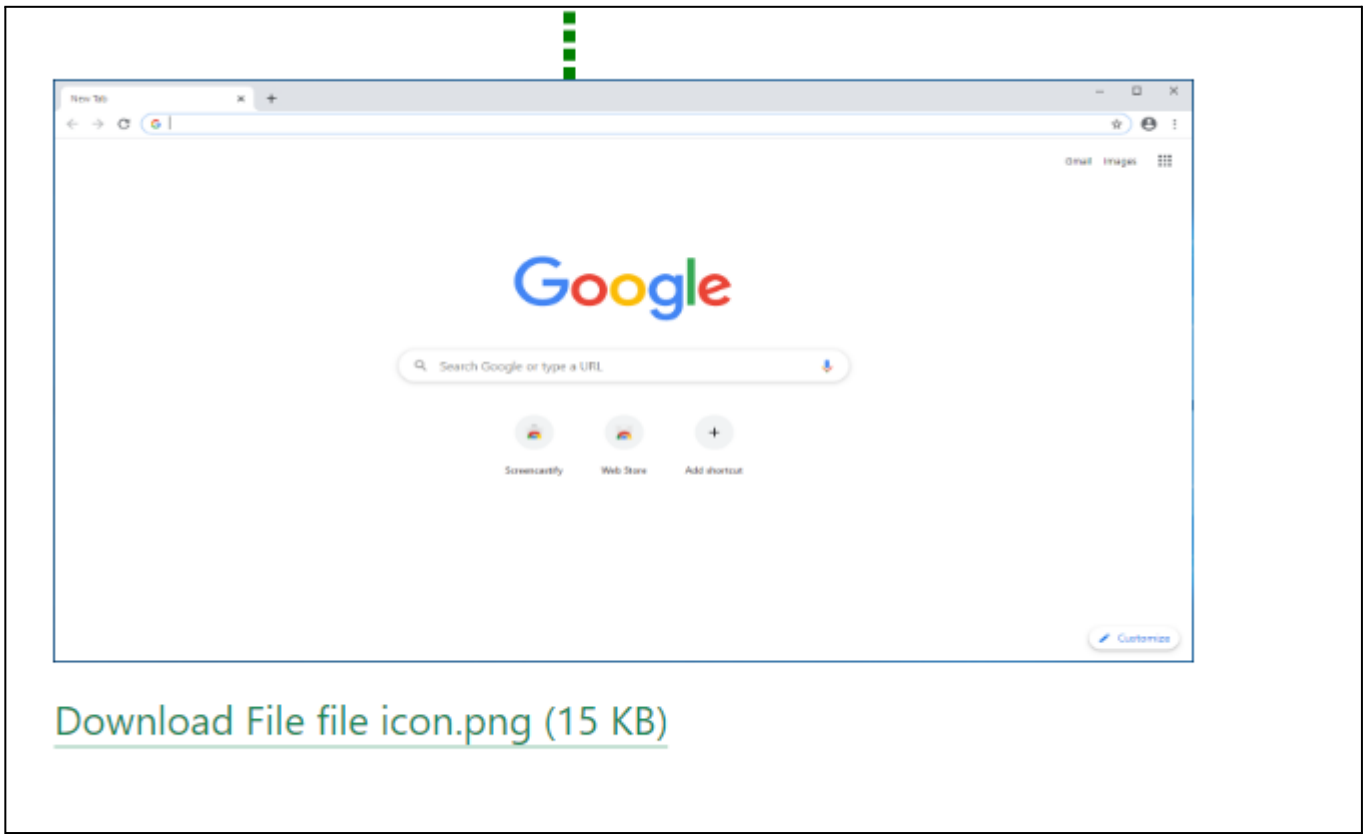 New Tab
Gmail Images
Google
Search Google or type a URL
Screencastify Web Store Add shortcut
Customize
Download File file icon.png (15 KB)